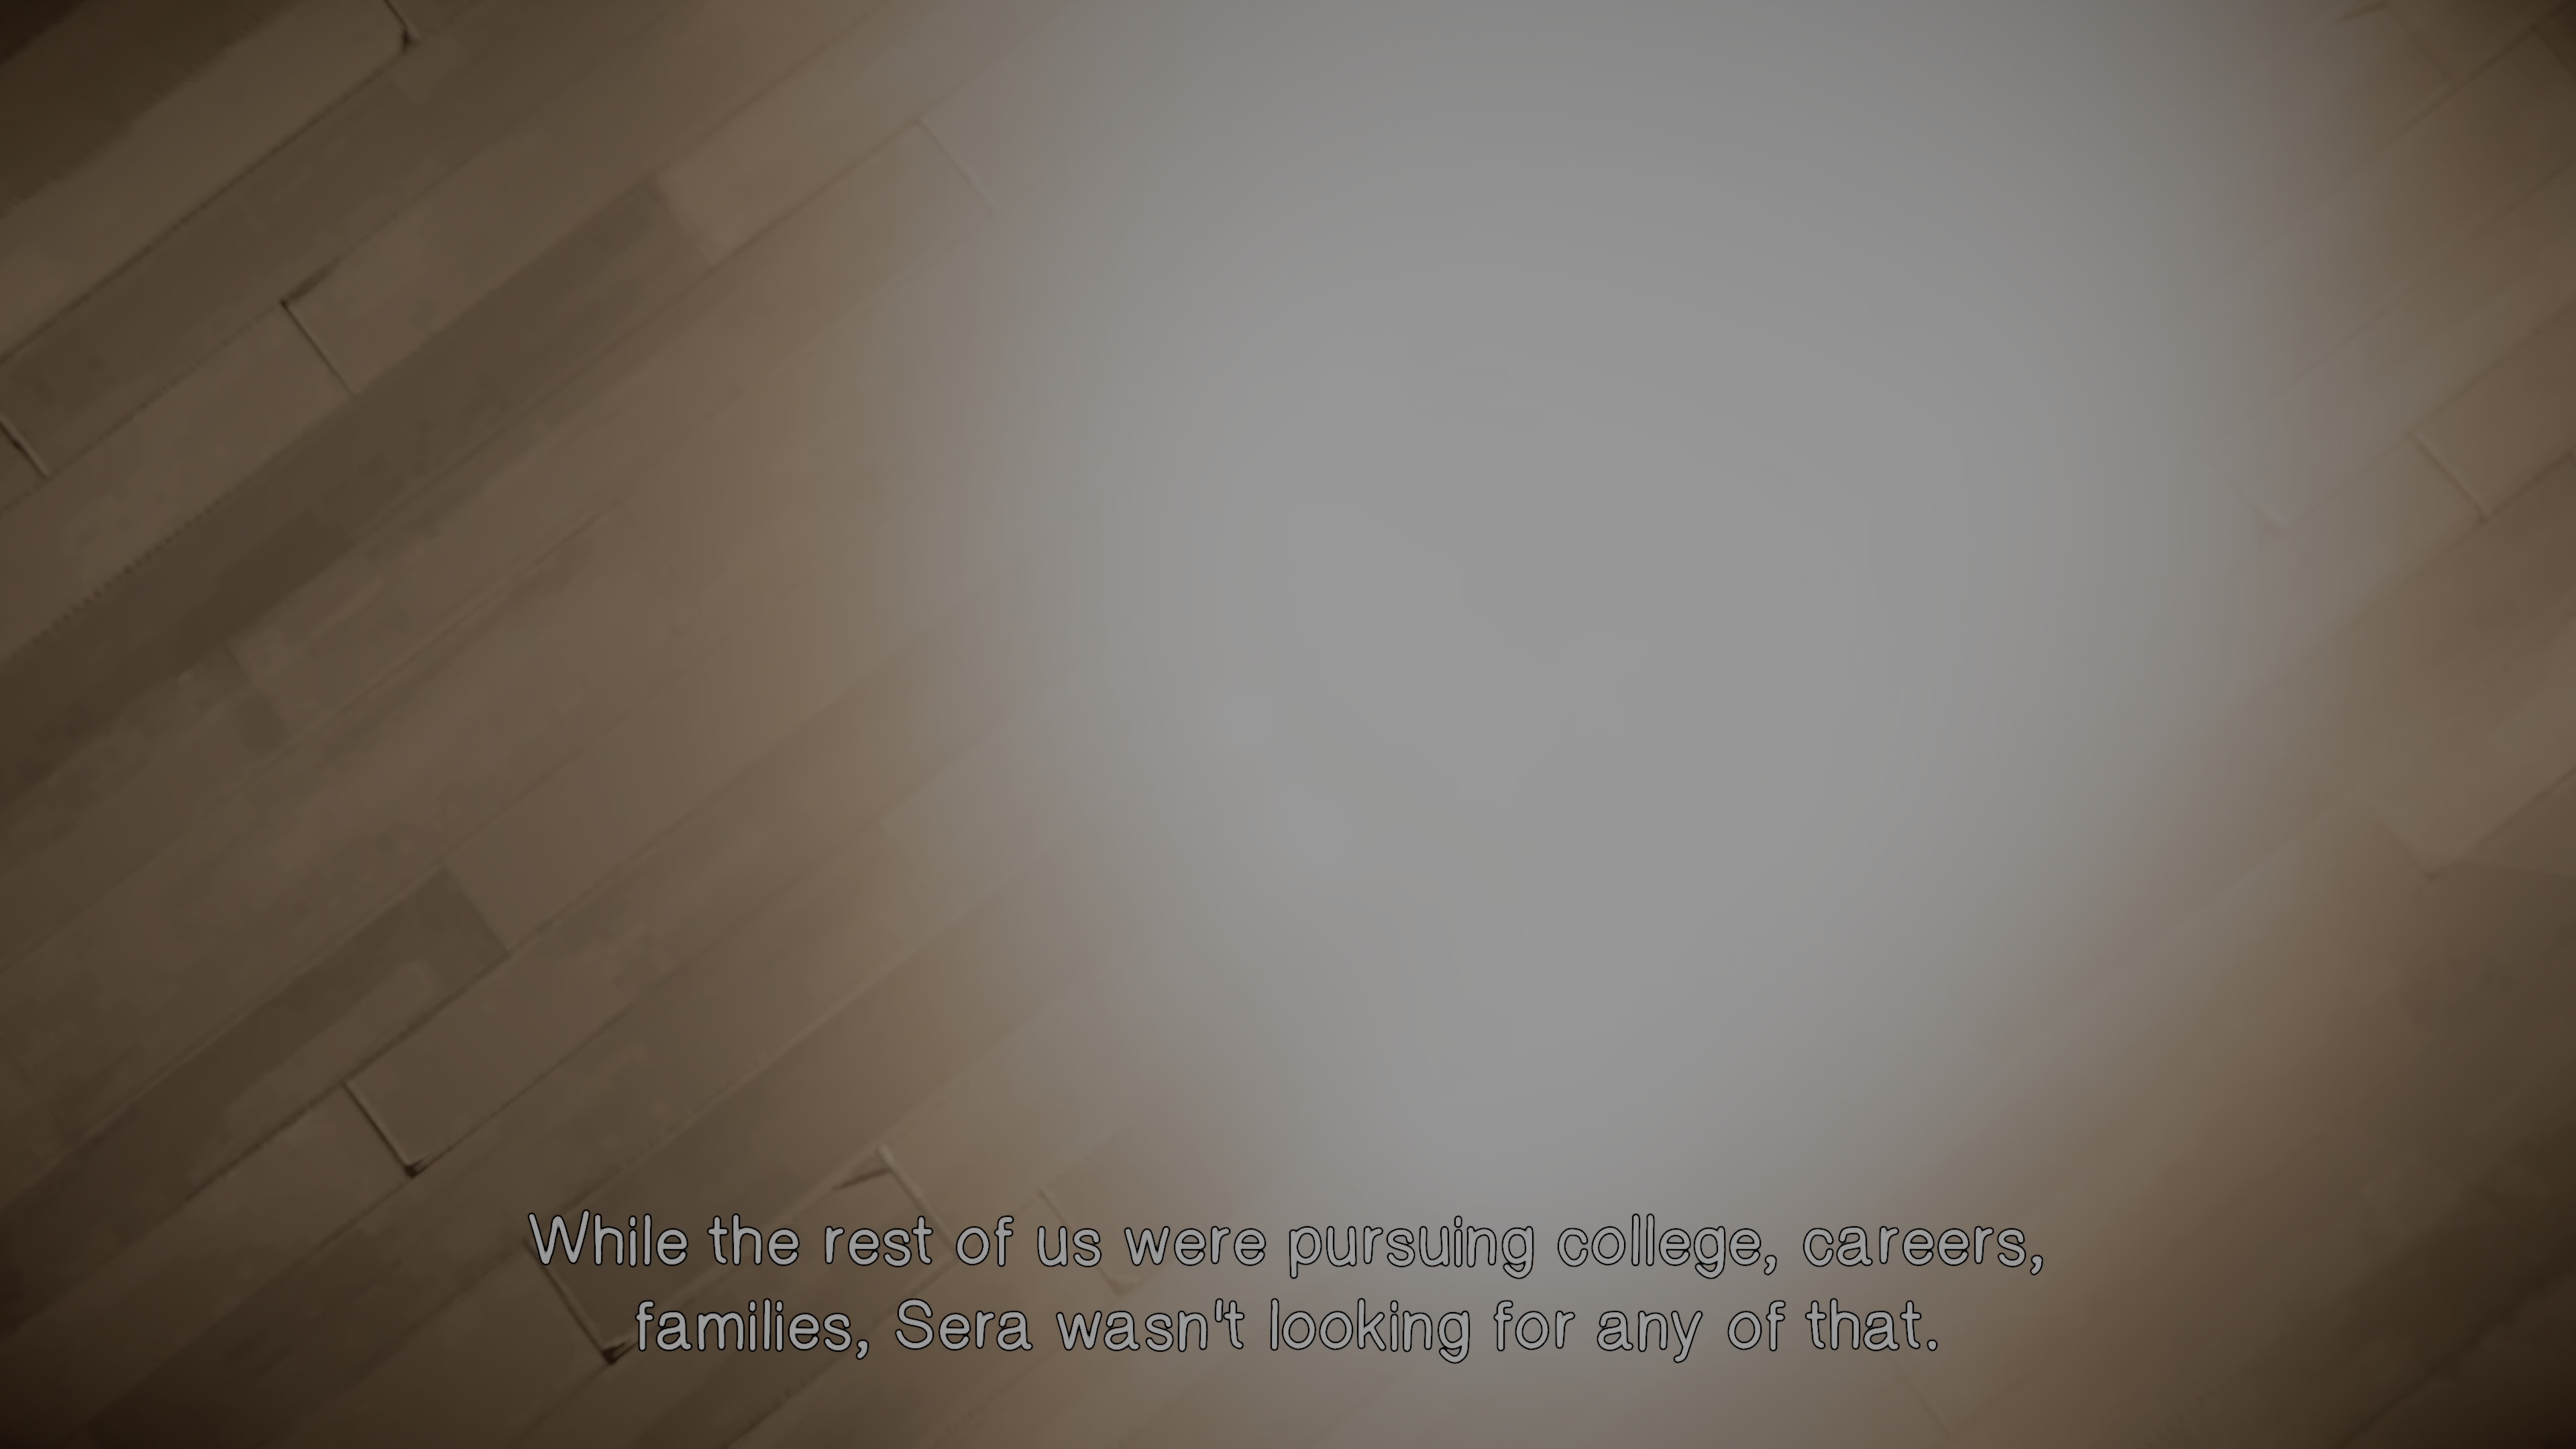 While the rest of us were pursuing college, careers,
families, Sera wasn't looking for any of that.